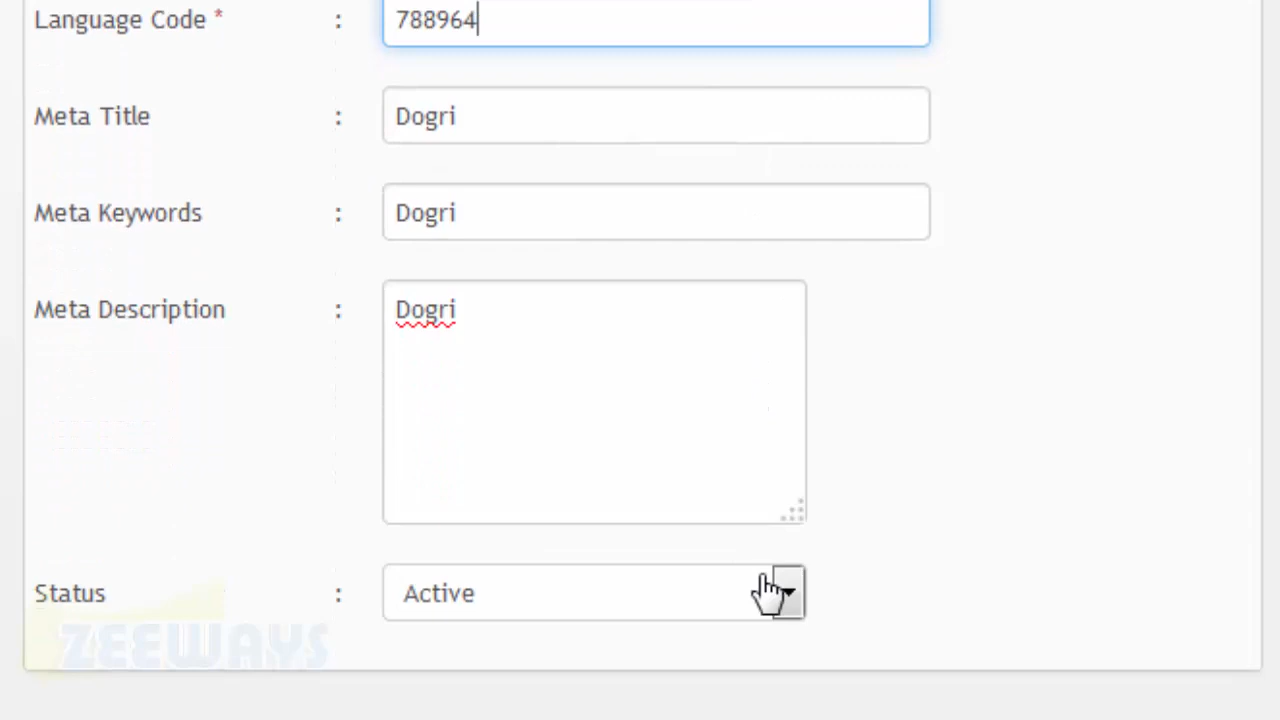 Language Code * : 788964
Meta Title : Dogri
Meta Keywords : Dogri
Meta Description : Dogri
Status : Active
ZEEWAYS